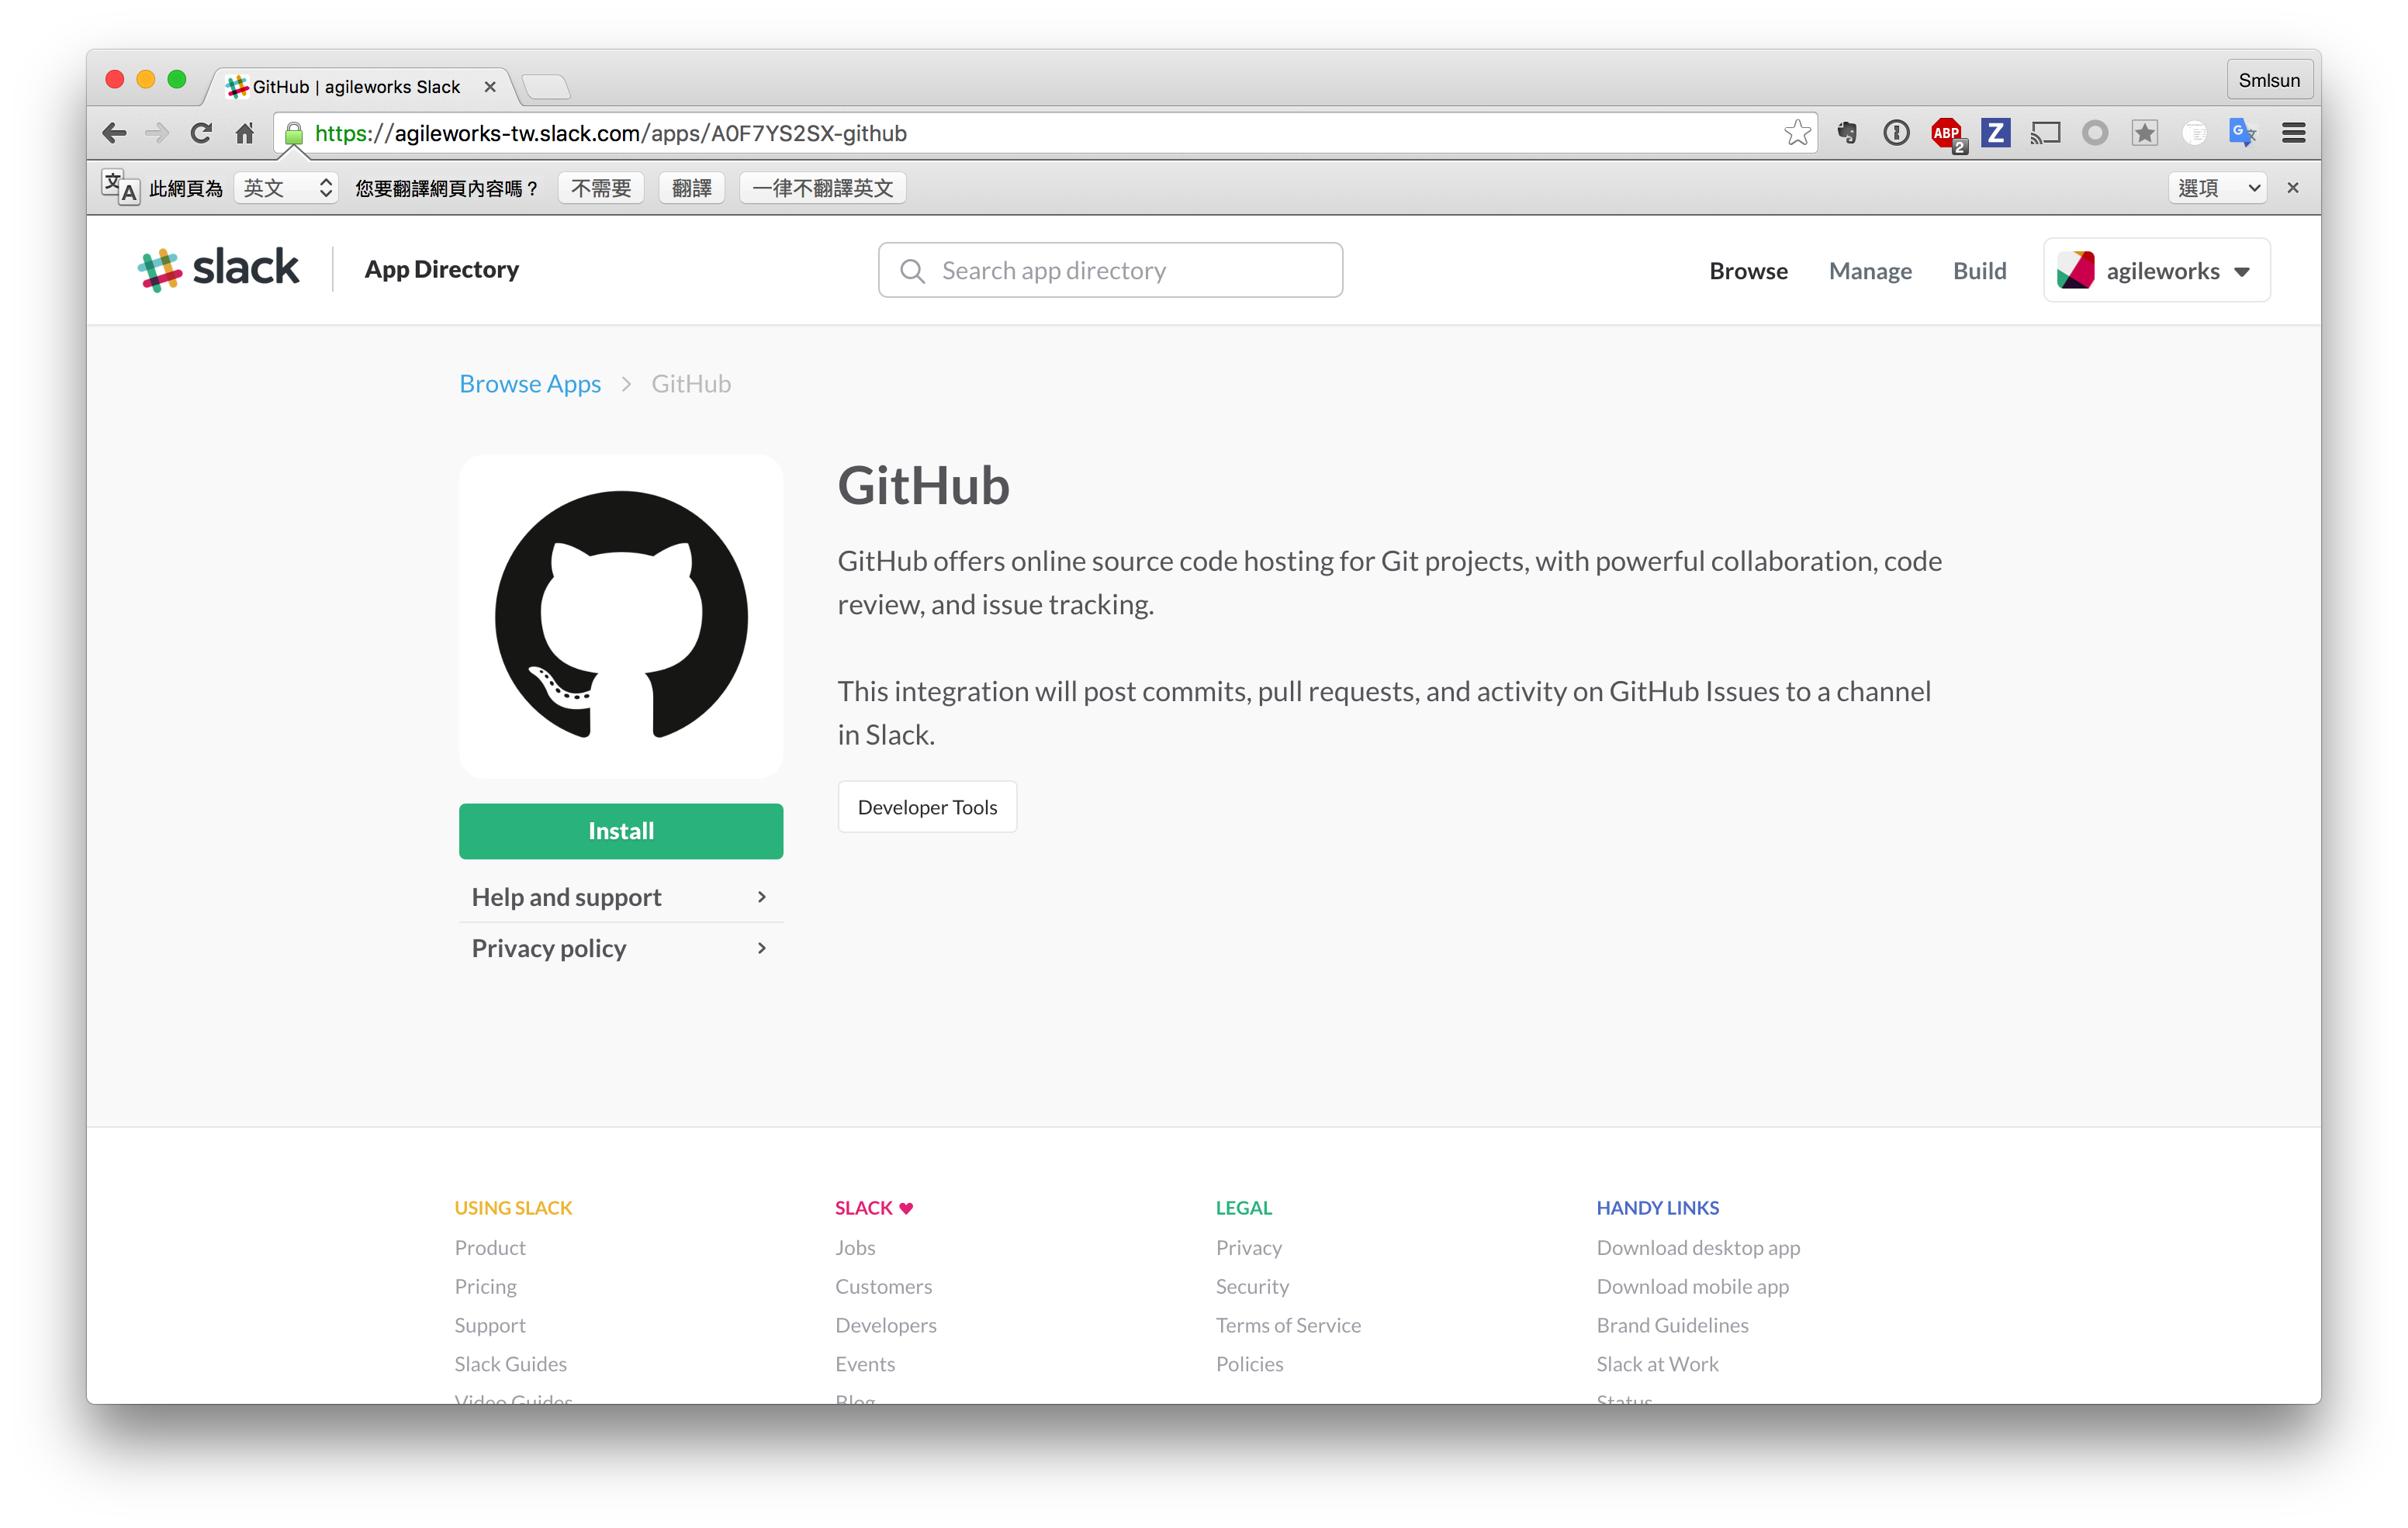 GitHub | agileworks Slack
Smlsun
https://agileworks-tw.slack.com/apps/A0F7YS2SX-github
ABP 2 Z
此網頁為 英文 您要翻譯網頁內容嗎？ 不需要 翻譯 一律不翻譯英文 選項
slack App Directory Search app directory Browse Manage Build agileworks
Browse Apps > GitHub
GitHub
GitHub offers online source code hosting for Git projects, with powerful collaboration, code
review, and issue tracking.
This integration will post commits, pull requests, and activity on GitHub Issues to a channel
in Slack.
Developer Tools
Install
Help and support
Privacy policy
USING SLACK
Product
Pricing
Support
Slack Guides
Video Guides
SLACK
Jobs
Customers
Developers
Events
Blog
LEGAL
Privacy
Security
Terms of Service
Policies
HANDY LINKS
Download desktop app
Download mobile app
Brand Guidelines
Slack at Work
Status